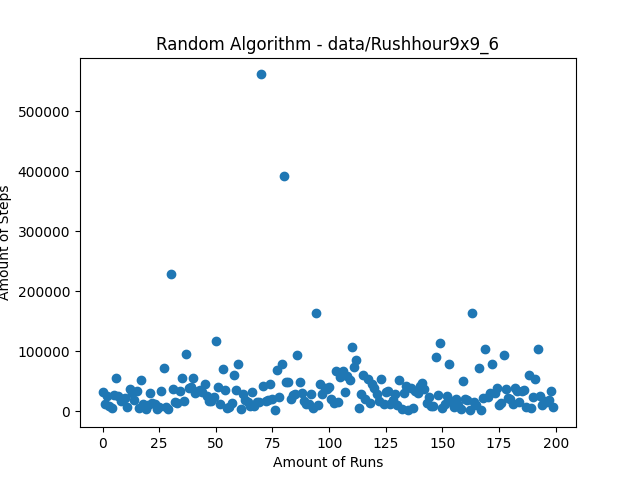 Random Algorithm - data/Rushhour9x9_6
500000
400000
300000
200000
100000
0
Amount of Steps
0 25 50 75 100 125 150 175 200
Amount of Runs